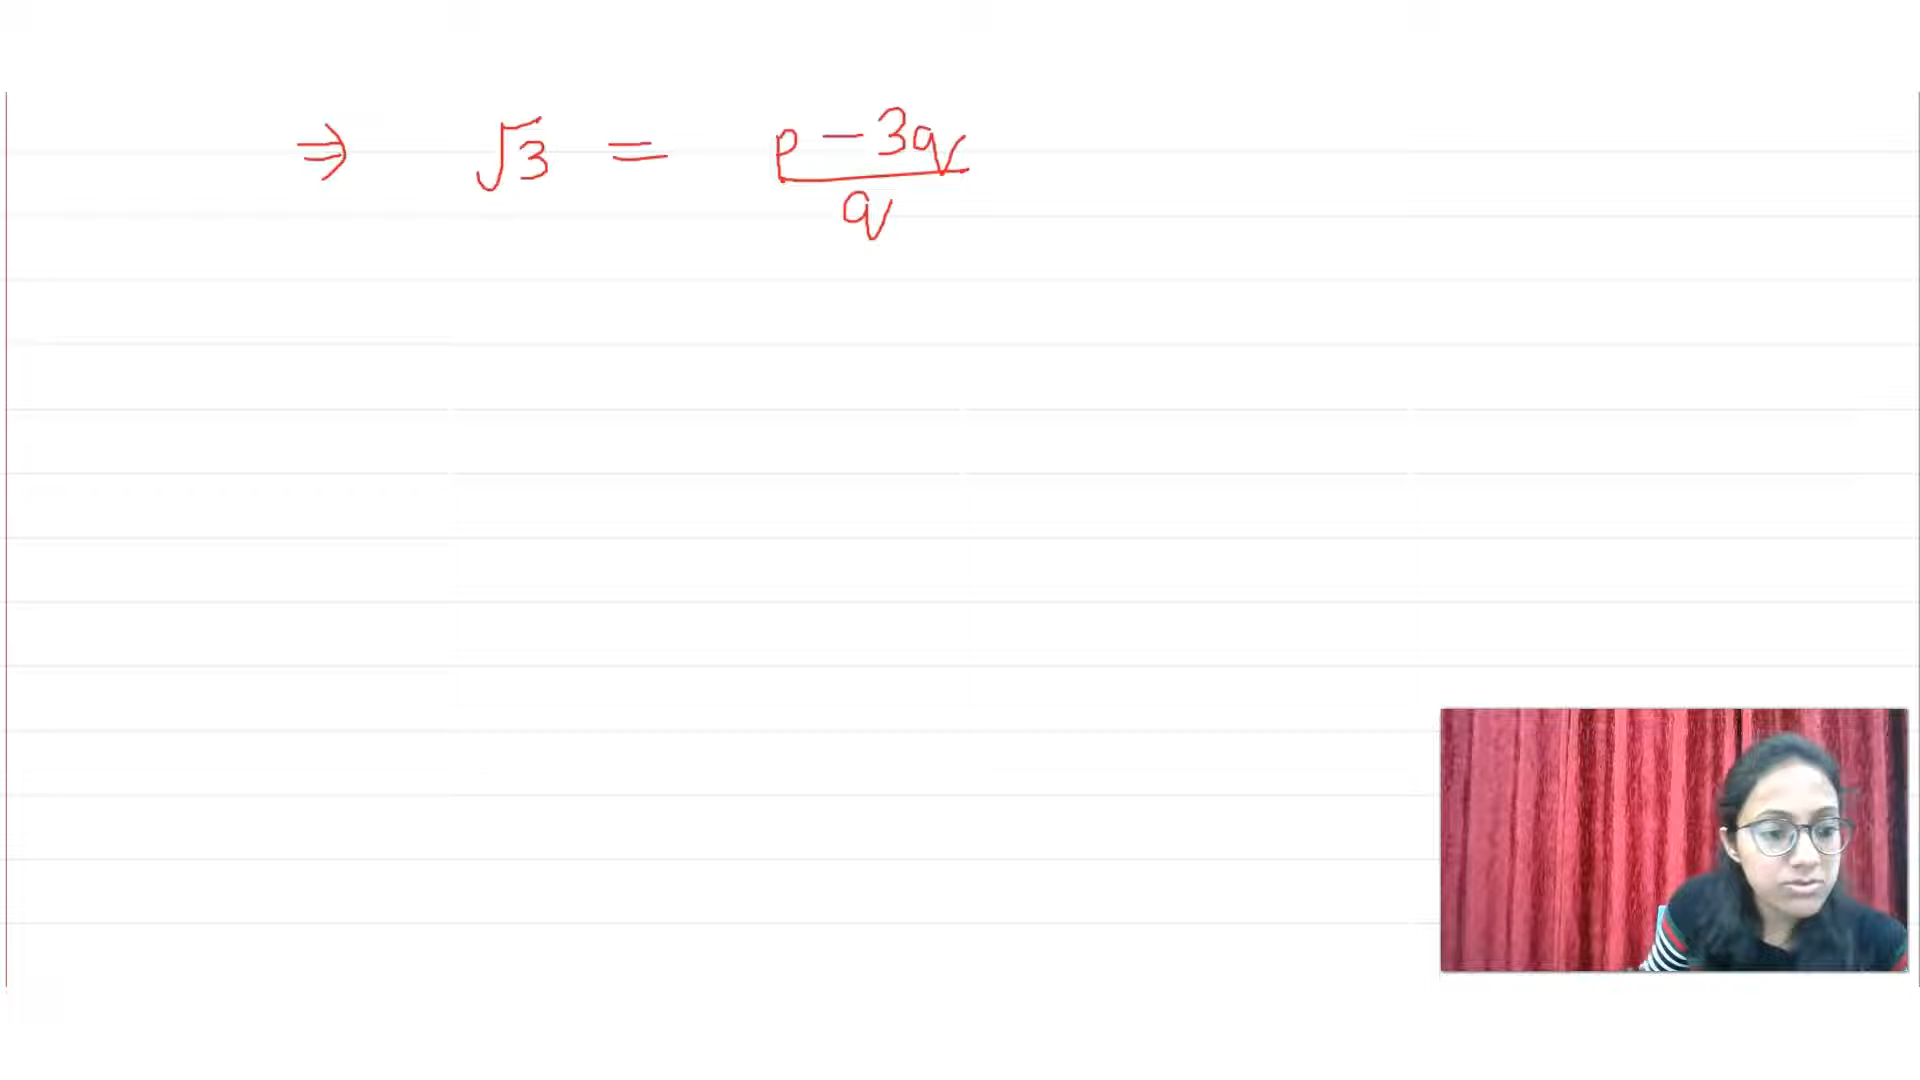 ⇒ √3 = p - 3q
q